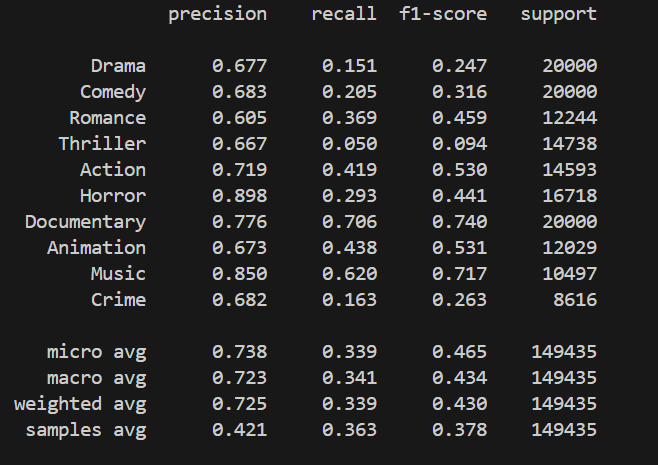 precision recall f1-score support
Drama 0.677 0.151 0.247 20000
Comedy 0.683 0.205 0.316 20000
Romance 0.605 0.369 0.459 12244
Thriller 0.667 0.050 0.094 14738
Action 0.719 0.419 0.530 14593
Horror 0.898 0.293 0.441 16718
Documentary 0.776 0.706 0.740 20000
Animation 0.673 0.438 0.531 12029
Music 0.850 0.620 0.717 10497
Crime 0.682 0.163 0.263 8616
micro avg 0.738 0.339 0.465 149435
macro avg 0.723 0.341 0.434 149435
weighted avg 0.725 0.339 0.430 149435
samples avg 0.421 0.363 0.378 149435